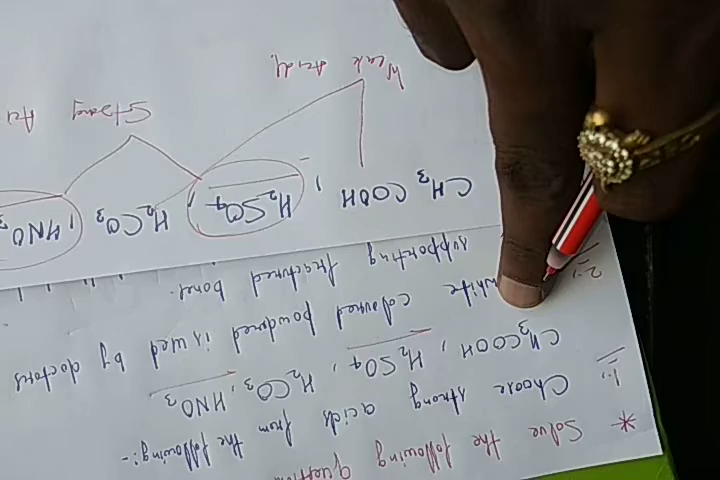 * Solve the following question
1., Choose strong acids from the following:-
CH3COOH, H2SO4, H2CO3, HNO3
2., white coloured powdered is used by doctors
supporting fractured bone.
CH3COOH, H2SO4, H2CO3, HNO3
Weak Acid Strong